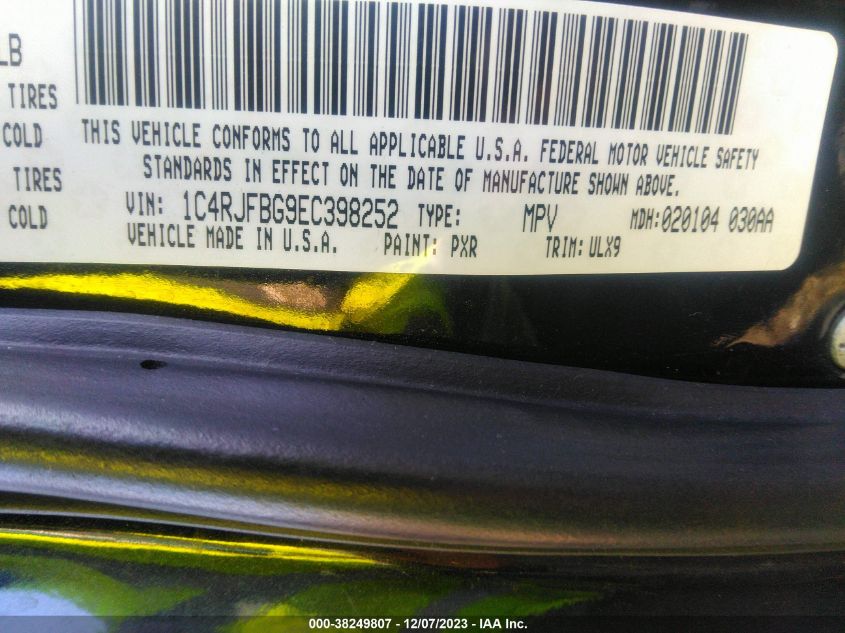 LB
TIRES
COLD
TIRES
COLD
THIS VEHICLE CONFORMS TO ALL APPLICABLE U.S.A. FEDERAL MOTOR VEHICLE SAFETY
STANDARDS IN EFFECT ON THE DATE OF MANUFACTURE SHOWN ABOVE.
VIN: 1C4RJFBG9EC398252 TYPE: MPV MDH:020104 030AA
VEHICLE MADE IN U.S.A. PAINT: PXR TRIM: ULX9
000-38249807 - 12/07/2023 - IAA Inc.